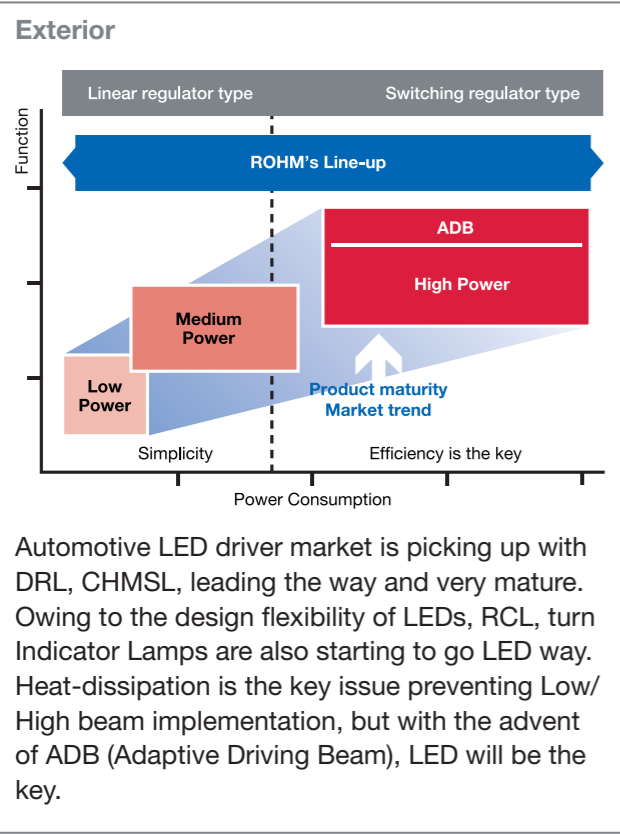 Exterior
Linear regulator type
Switching regulator type
Function
ROHM's Line-up
ADB
High Power
Medium
Power
Low
Power
Product maturity
Market trend
Simplicity
Efficiency is the key
Power Consumption
Automotive LED driver market is picking up with
DRL, CHMSL, leading the way and very mature.
Owing to the design flexibility of LEDs, RCL, turn
Indicator Lamps are also starting to go LED way.
Heat-dissipation is the key issue preventing Low/
High beam implementation, but with the advent
of ADB (Adaptive Driving Beam), LED will be the
key.